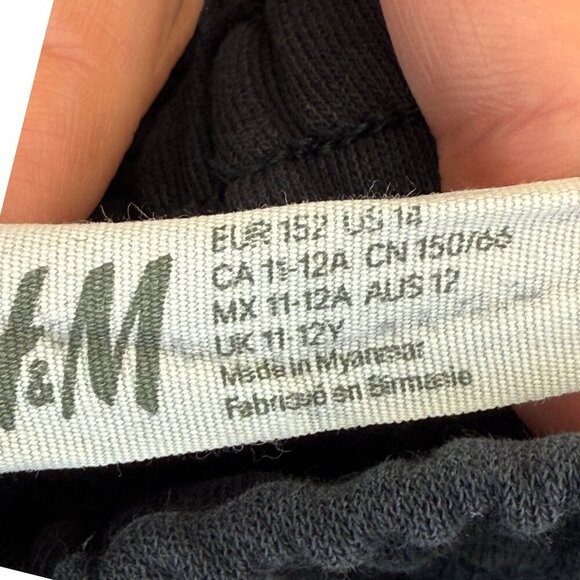 H&M
EUR 152 US 14
CA 11-12A CN 150/66
MX 11-12A AUS 12
UK 11-12Y
Made in Myanmar
Fabriqué en Birmanie